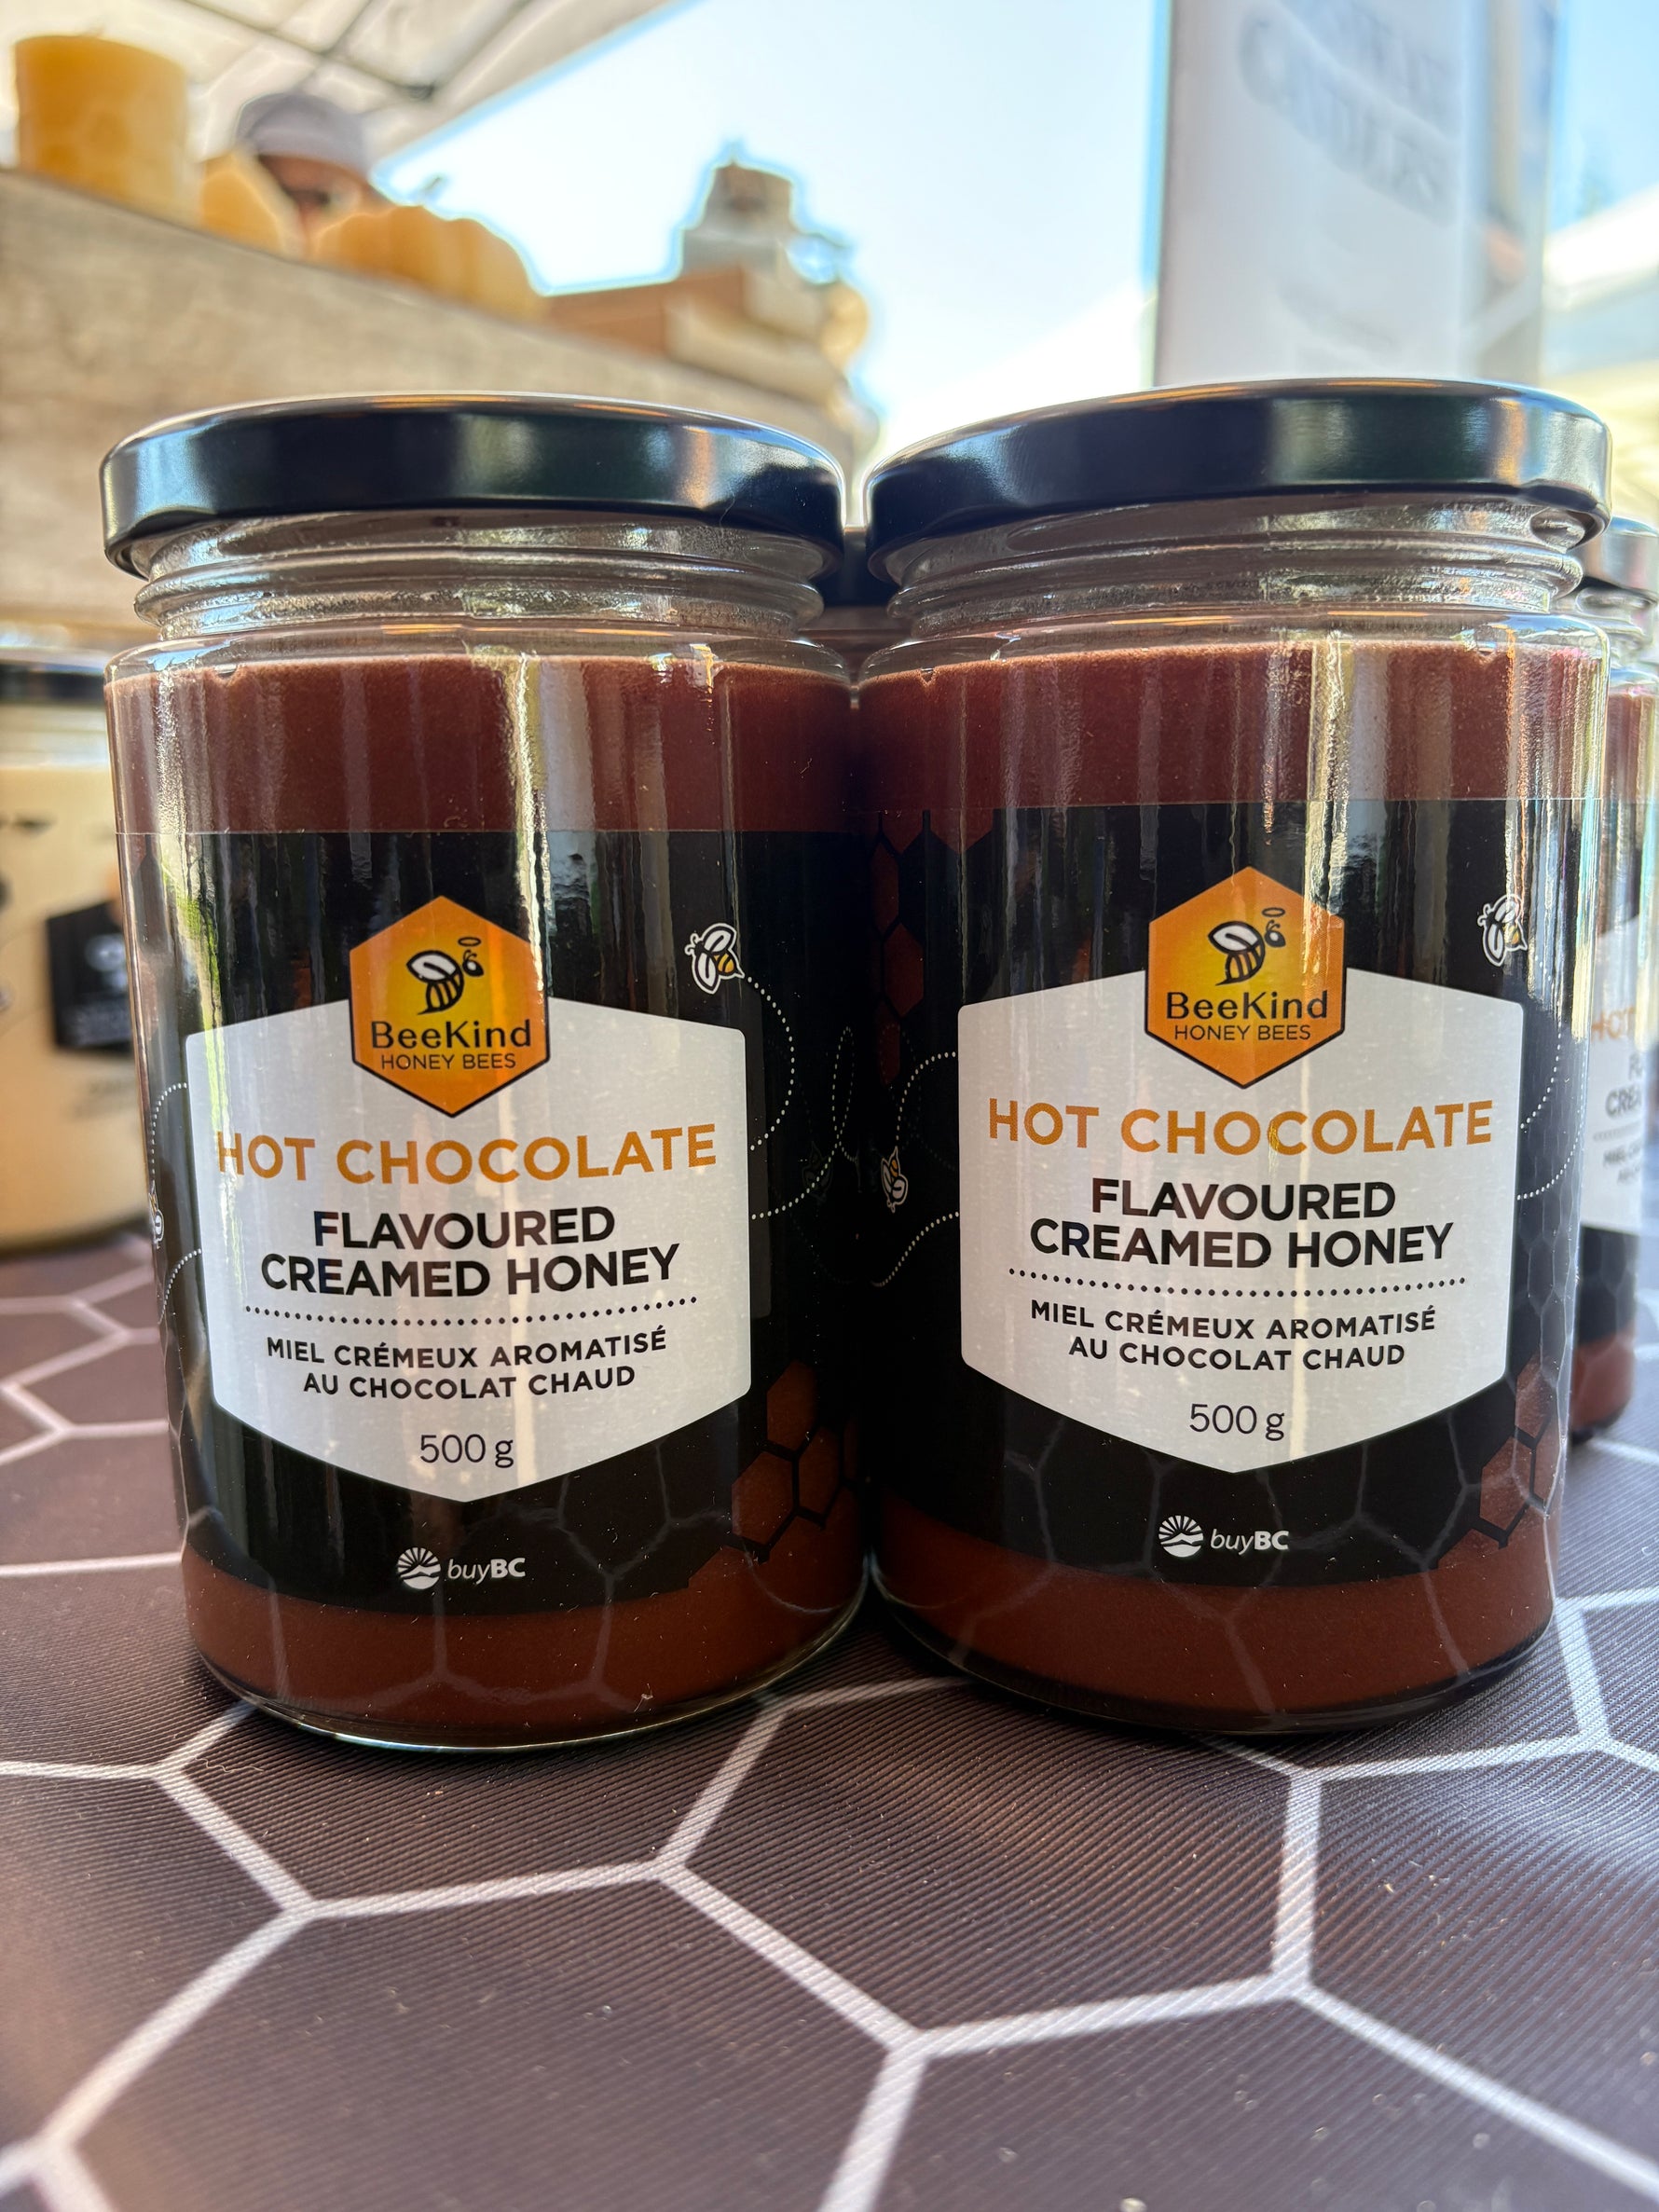 BeeKind
HONEY BEES
HOT CHOCOLATE
FLAVOURED
CREAMED HONEY
MIEL CRÉMEUX AROMATISÉ
AU CHOCOLAT CHAUD
500 g
buyBC
BeeKind
HONEY BEES
HOT CHOCOLATE
FLAVOURED
CREAMED HONEY
MIEL CRÉMEUX AROMATISÉ
AU CHOCOLAT CHAUD
500 g
buyBC